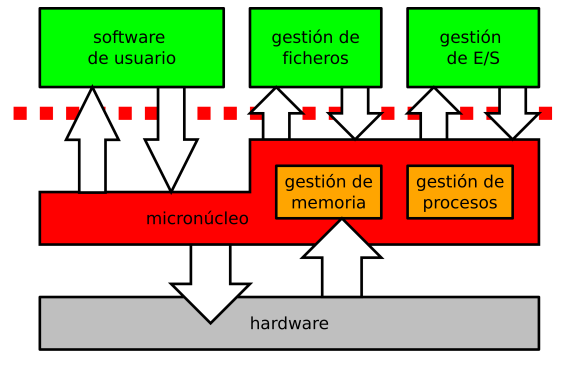 software
de usuario
gestión de
ficheros
gestión
de E/S
gestión de
memoria
gestión de
procesos
micronúcleo
hardware